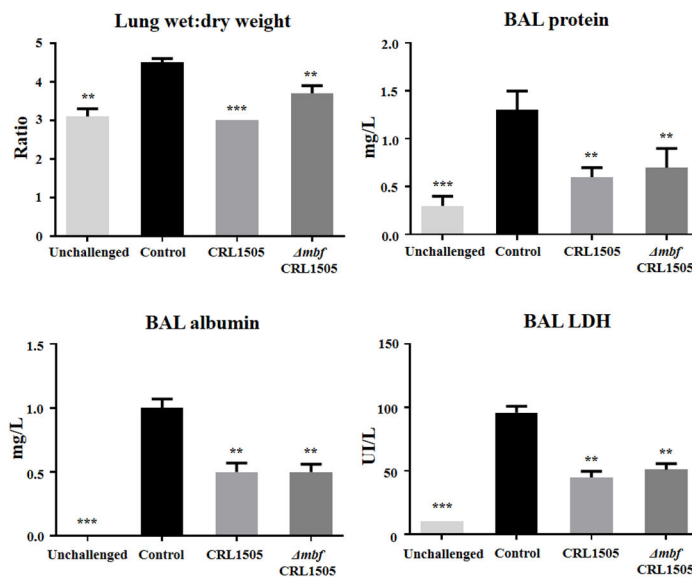 Lung wet:dry weight
5
4
3
2
1
0
Ratio
**
***
**
Unchallenged Control CRL1505 Δmbf
CRL1505
BAL protein
2.0
1.5
1.0
0.5
0.0
mg/L
***
**
**
Unchallenged Control CRL1505 Δmbf
CRL1505
BAL albumin
1.5
1.0
0.5
0.0
mg/L
***
**
**
Unchallenged Control CRL1505 Δmbf
CRL1505
BAL LDH
150
100
50
0
UI/L
***
**
**
Unchallenged Control CRL1505 Δmbf
CRL1505